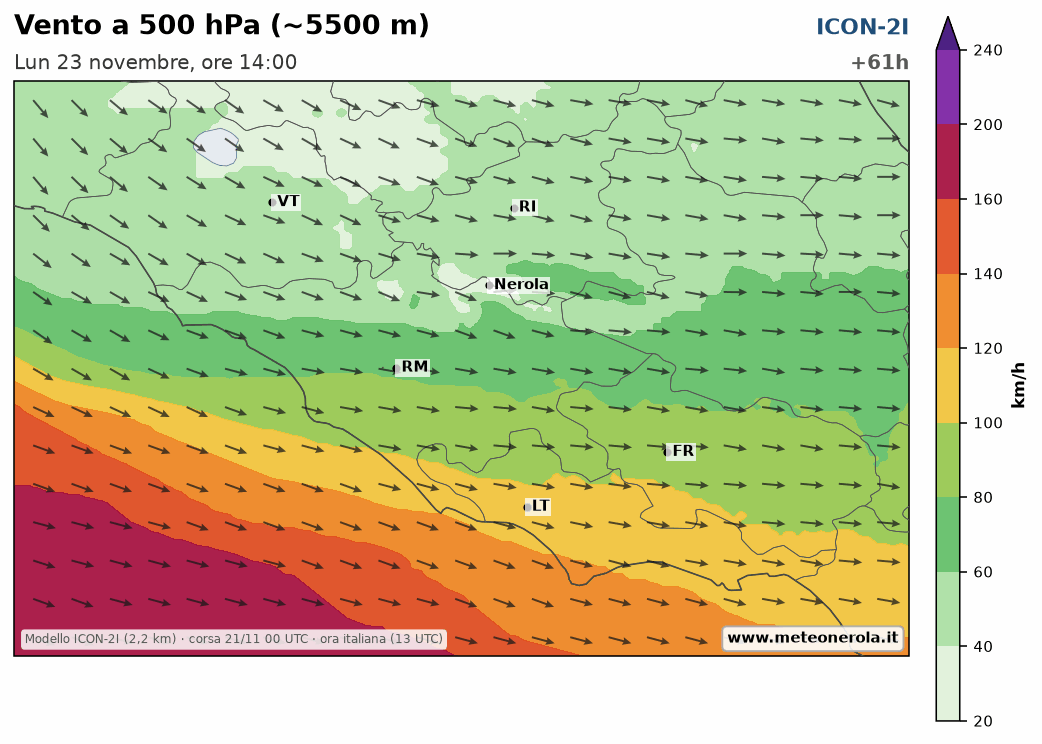 Vento a 500 hPa (~5500 m)
ICON-2I
Lun 23 novembre, ore 14:00
+61h
240
200
160
140
120
100
80
60
40
20
km/h
VT
RI
Nerola
RM
FR
LT
Modello ICON-2I (2,2 km) · corsa 21/11 00 UTC · ora italiana (13 UTC)
www.meteonerola.it